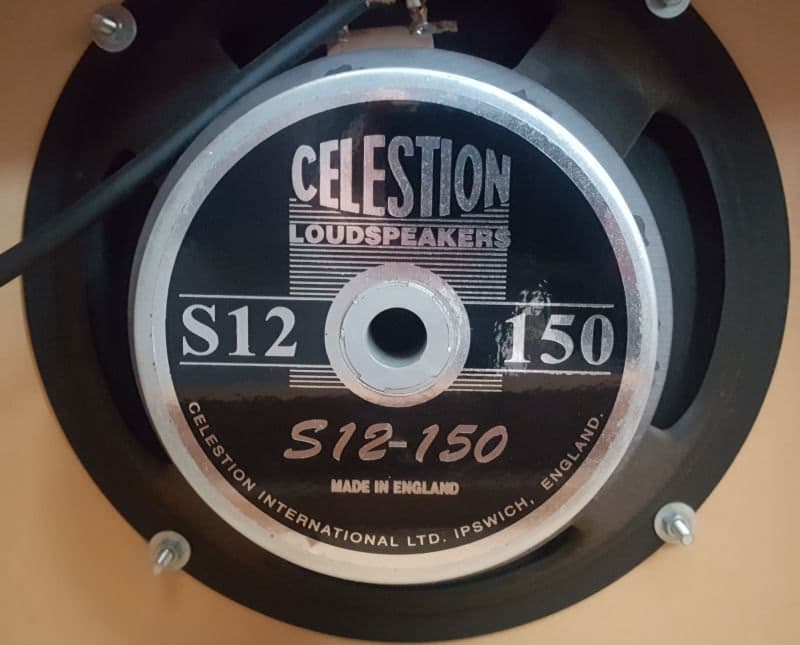 CELESTION
LOUDSPEAKERS
S12 150
S12-150
MADE IN ENGLAND
CELESTION INTERNATIONAL LTD. IPSWICH, ENGLAND.